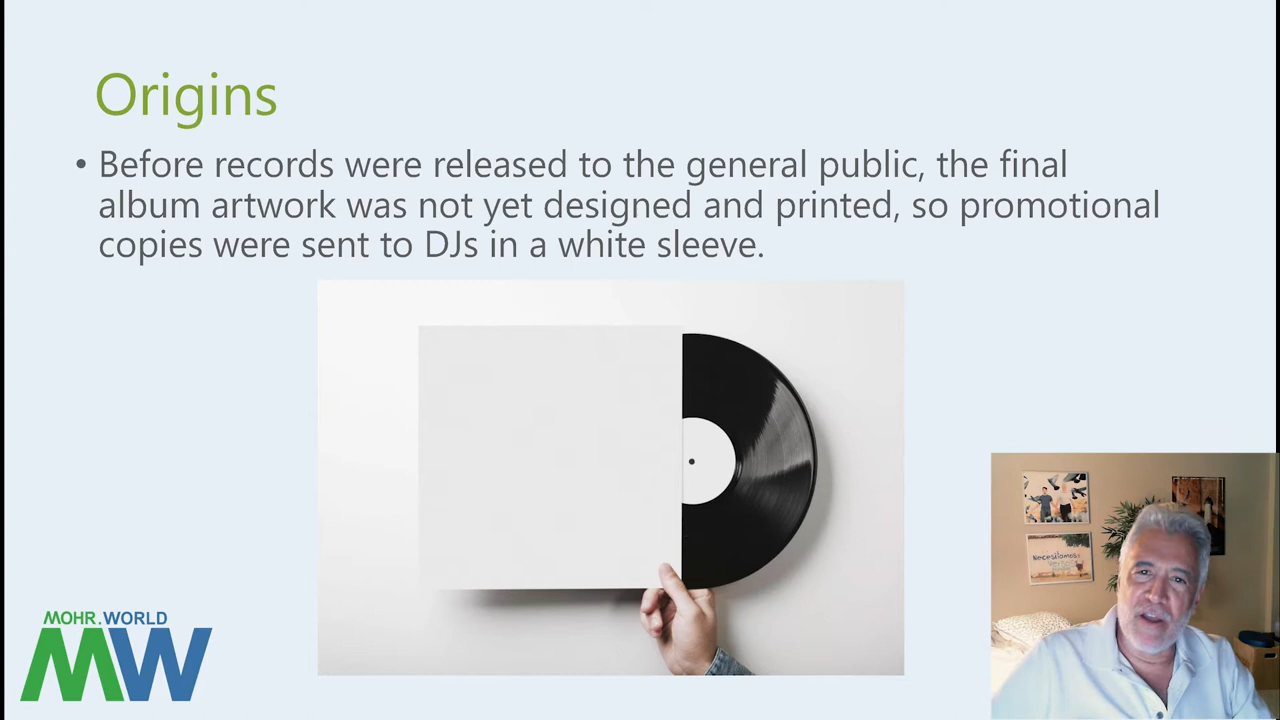 Origins
• Before records were released to the general public, the final
album artwork was not yet designed and printed, so promotional
copies were sent to DJs in a white sleeve.
Necesitamos
MOHR.WORLD
MW